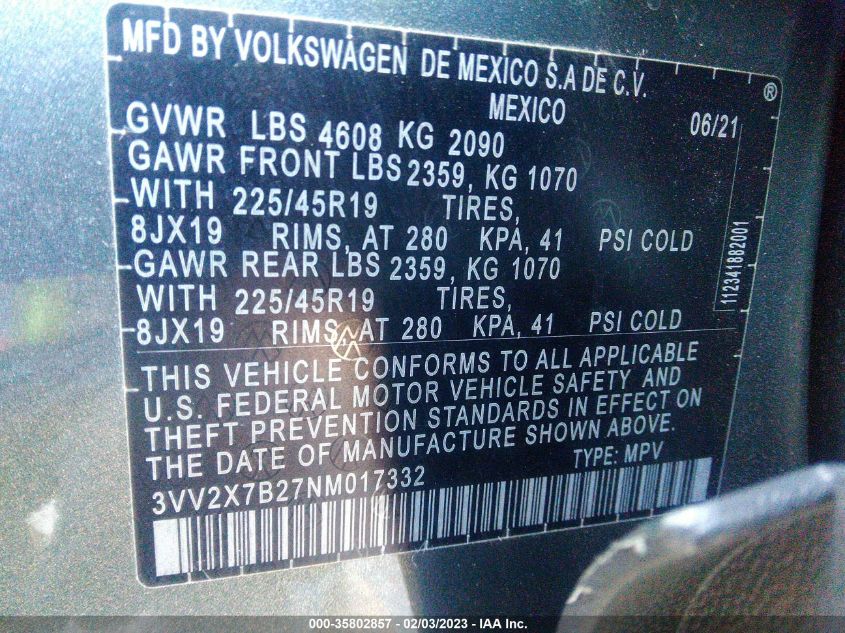 MFD BY VOLKSWAGEN DE MEXICO S.A DE C.V.
MEXICO 06/21
®
GVWR LBS 4608 KG 2090
GAWR FRONT LBS 2359, KG 1070
WITH 225/45R19 TIRES,
8JX19 RIMS, AT 280 KPA, 41 PSI COLD
GAWR REAR LBS 2359, KG 1070
WITH 225/45R19 TIRES,
8JX19 RIMS, AT 280 KPA, 41 PSI COLD
112341882001
THIS VEHICLE CONFORMS TO ALL APPLICABLE
U.S. FEDERAL MOTOR VEHICLE SAFETY AND
THEFT PREVENTION STANDARDS IN EFFECT ON
THE DATE OF MANUFACTURE SHOWN ABOVE.
3VV2X7B27NM017332 TYPE: MPV
000-35802857 - 02/03/2023 - IAA Inc.